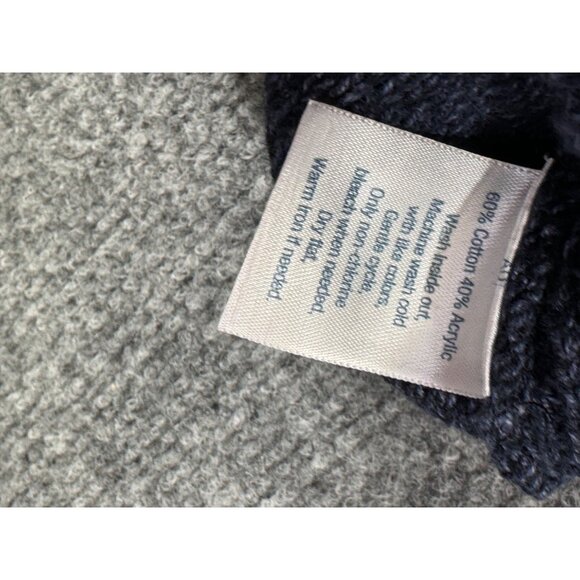 60% Cotton 40% Acrylic
Wash inside out,
Machine wash cold
with like colors.
Gentle cycle,
Only non-chlorine
bleach when needed.
Dry flat,
Warm Iron if needed.